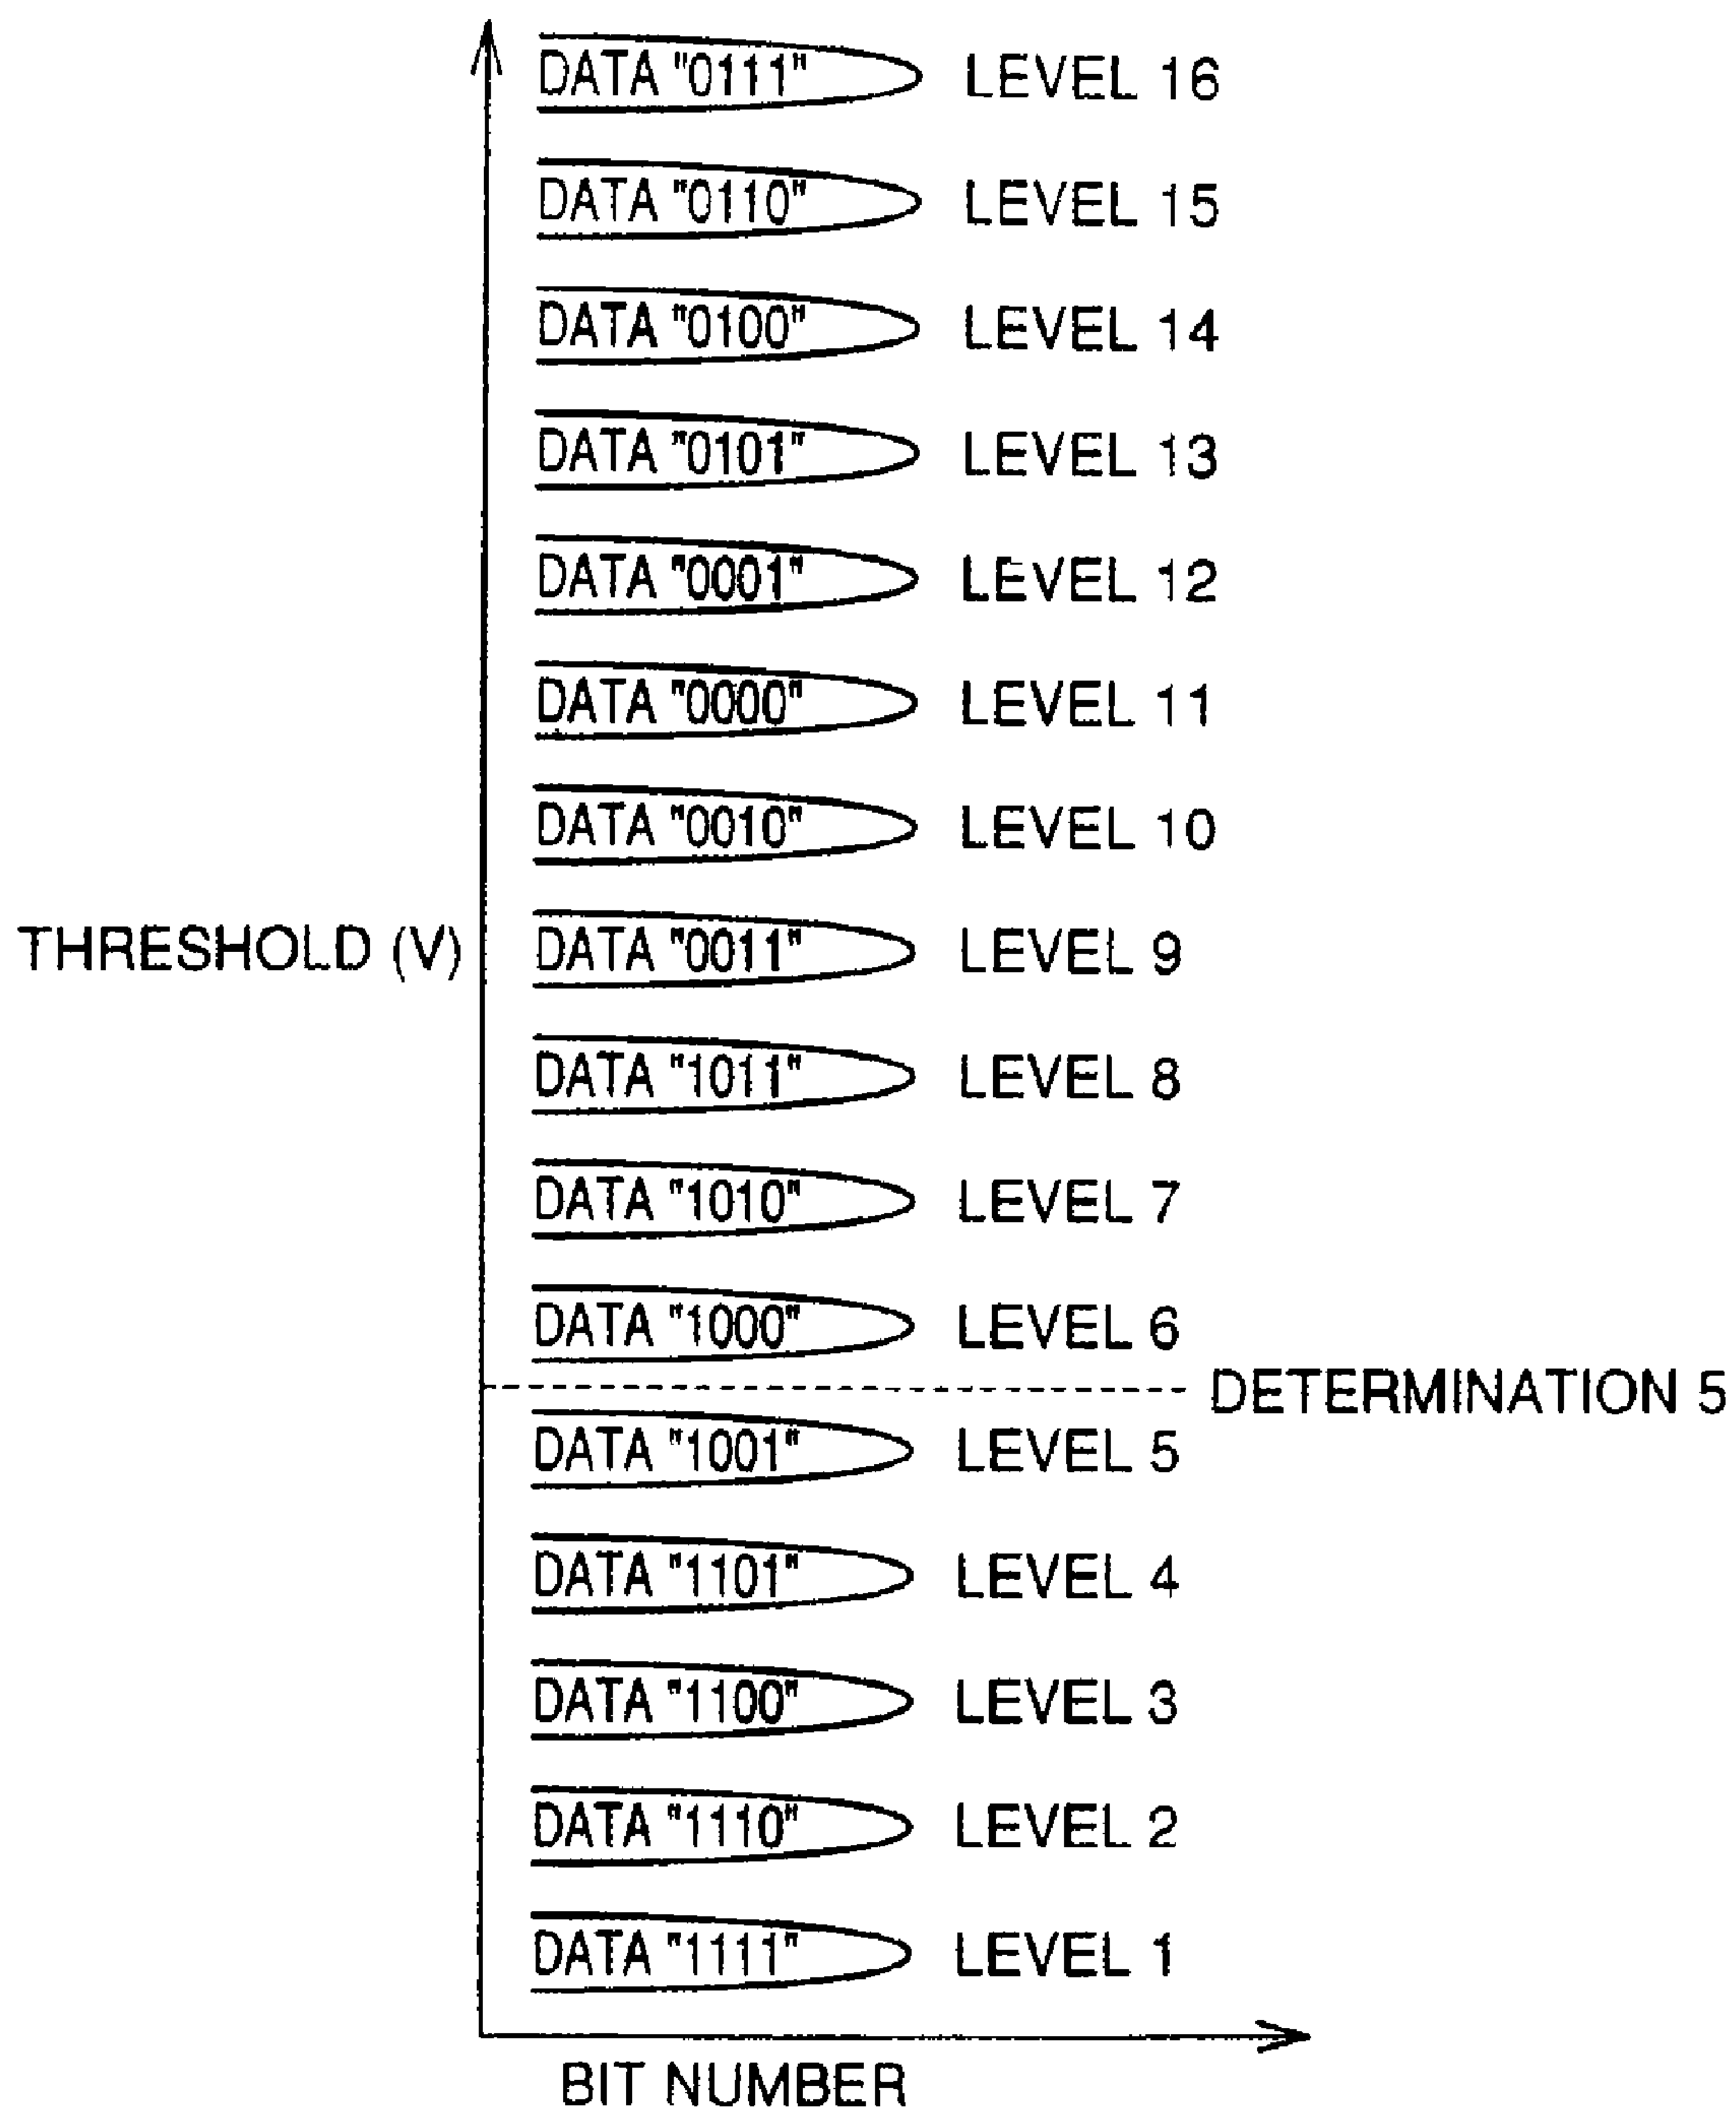 DATA "0111" LEVEL 16
DATA "0110" LEVEL 15
DATA "0100" LEVEL 14
DATA "0101" LEVEL 13
DATA "0001" LEVEL 12
DATA "0000" LEVEL 11
DATA "0010" LEVEL 10
THRESHOLD (V)
DATA "0011" LEVEL 9
DATA "1011" LEVEL 8
DATA "1010" LEVEL 7
DATA "1000" LEVEL 6
DETERMINATION 5
DATA "1001" LEVEL 5
DATA "1101" LEVEL 4
DATA "1100" LEVEL 3
DATA "1110" LEVEL 2
DATA "1111" LEVEL 1
BIT NUMBER